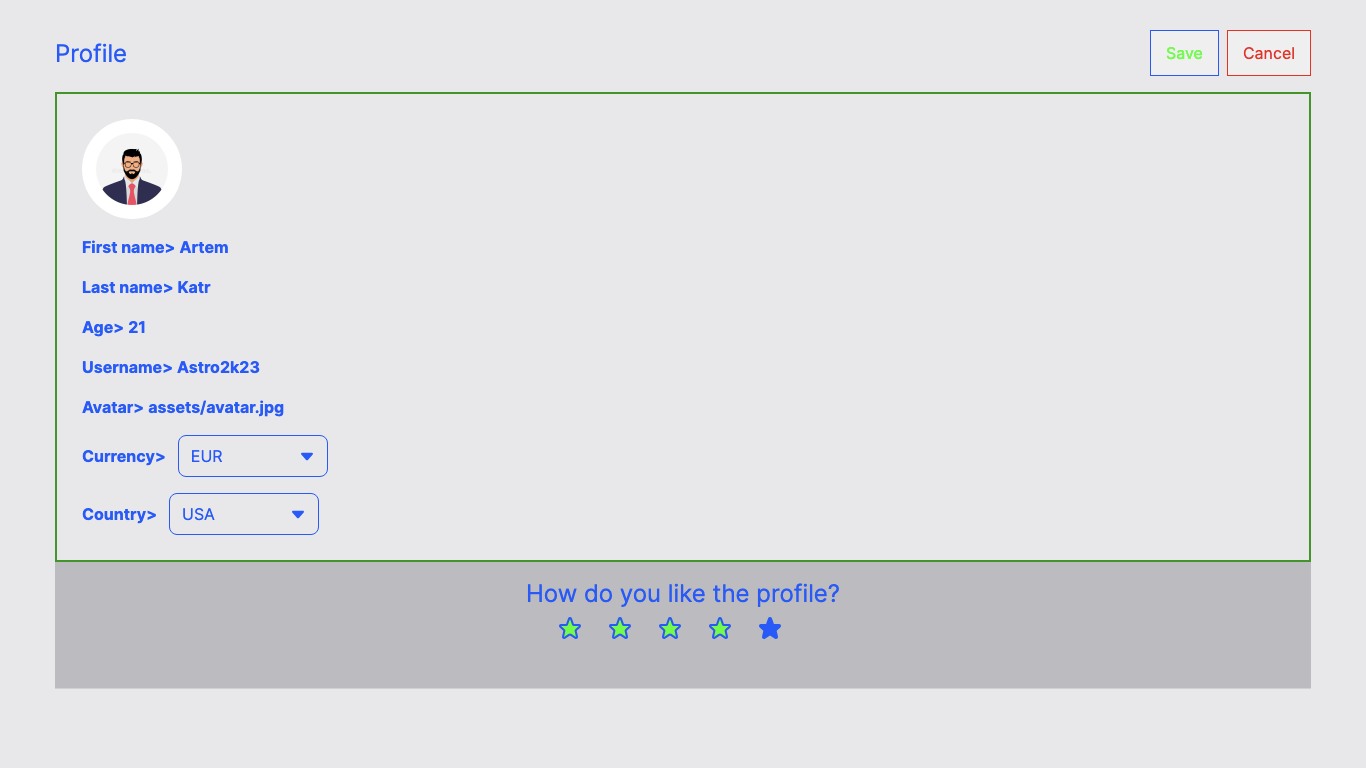 Profile
Save
Cancel
First name> Artem
Last name> Katr
Age> 21
Username> Astro2k23
Avatar> assets/avatar.jpg
Currency> EUR
Country> USA
How do you like the profile?